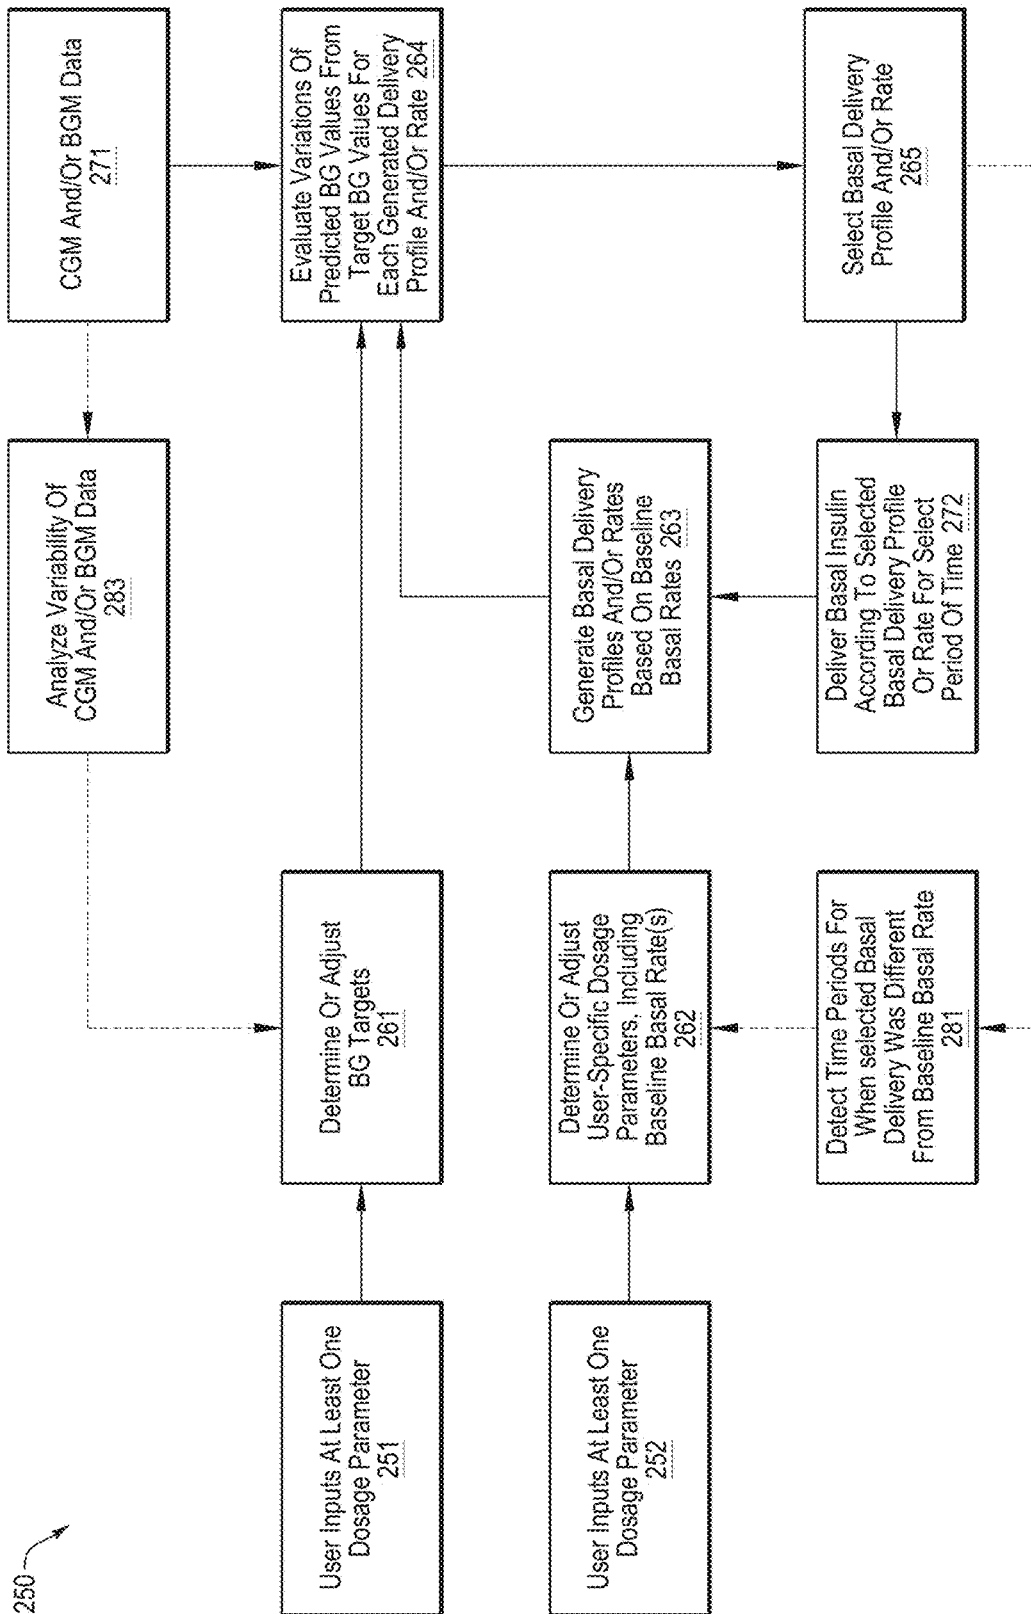 250
User Inputs At Least One
Dosage Parameter
251
User Inputs At Least One
Dosage Parameter
252
Determine Or Adjust
BG Targets
261
Determine Or Adjust
User-Specific Dosage
Parameters, Including
Baseline Basal Rate(s)
262
Detect Time Periods For
When selected Basal
Delivery Was Different
From Baseline Basal Rate
281
Analyze Variability Of
CGM And/Or BGM Data
283
Generate Basal Delivery
Profiles And/Or Rates
Based On Baseline
Basal Rates 263
Deliver Basal Insulin
According To Selected
Basal Delivery Profile
Or Rate For Select
Period Of Time 272
CGM And/Or BGM Data
271
Evaluate Variations Of
Predicted BG Values From
Target BG Values For
Each Generated Delivery
Profile And/Or Rate 264
Select Basal Delivery
Profile And/Or Rate
265